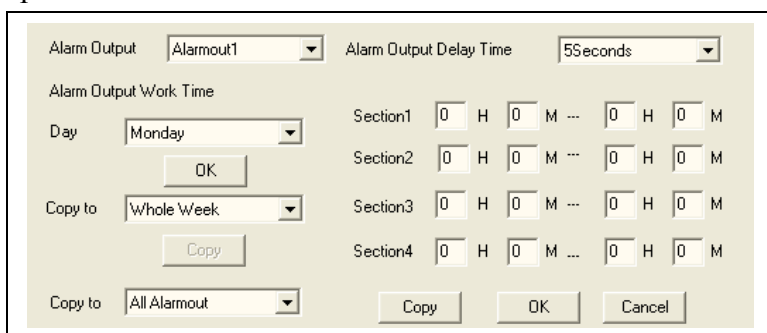 Alarm Output Alarmout1 Alarm Output Delay Time 5Seconds
Alarm Output Work Time
Section1 0 H 0 M --- 0 H 0 M
Day Monday
Section2 0 H 0 M --- 0 H 0 M
OK
Copy to Whole Week Section3 0 H 0 M --- 0 H 0 M
Copy Section4 0 H 0 M ... 0 H 0 M
Copy to All Alarmout Copy OK Cancel